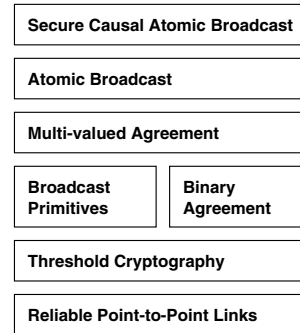 Secure Causal Atomic Broadcast
Atomic Broadcast
Multi-valued Agreement
Broadcast
Primitives
Binary
Agreement
Threshold Cryptography
Reliable Point-to-Point Links